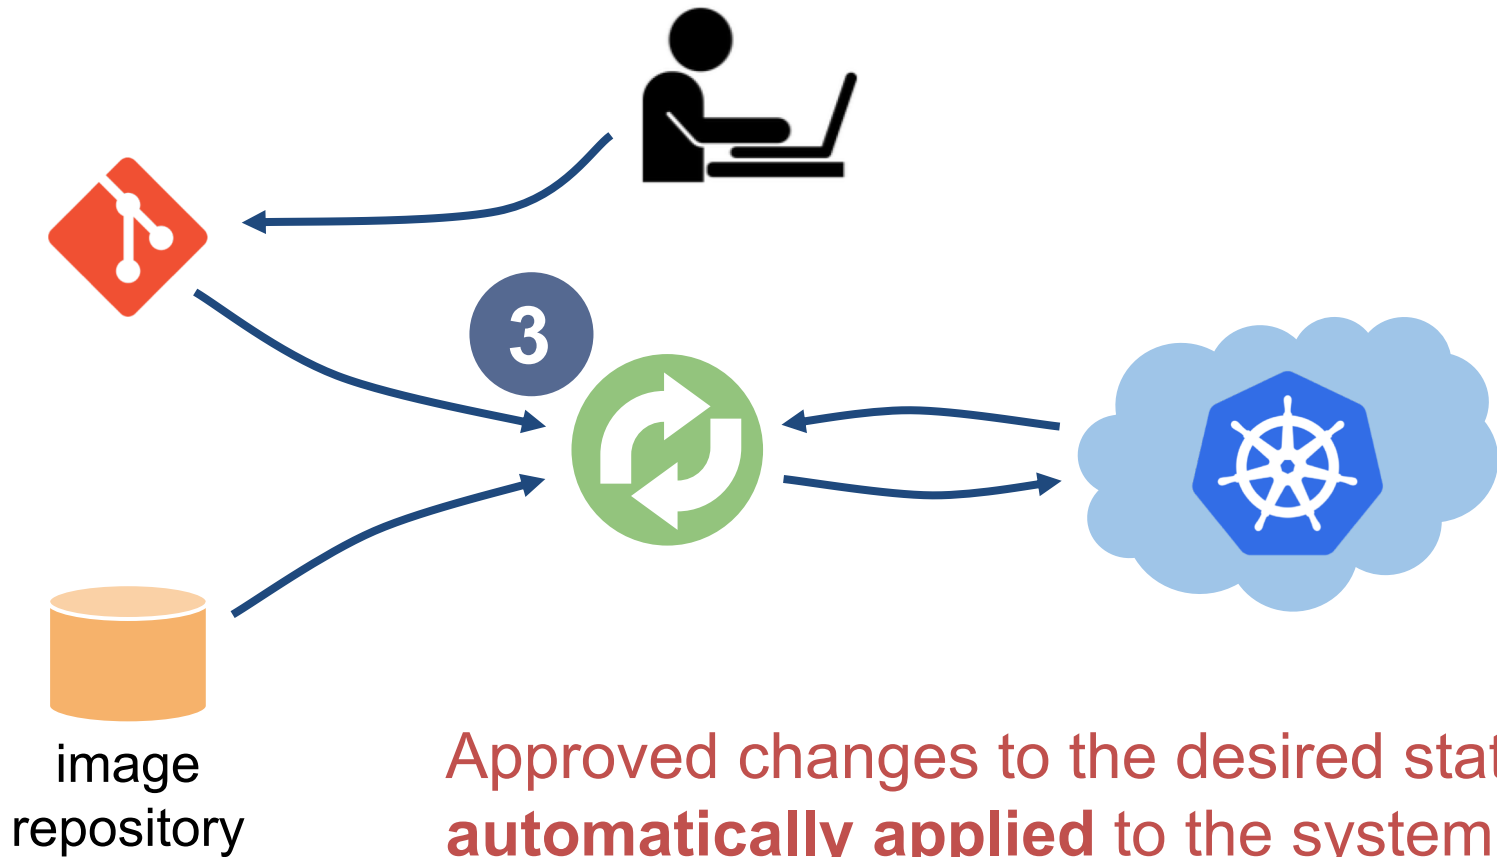 3
image
repository
Approved changes to the desired stat
automatically applied to the system